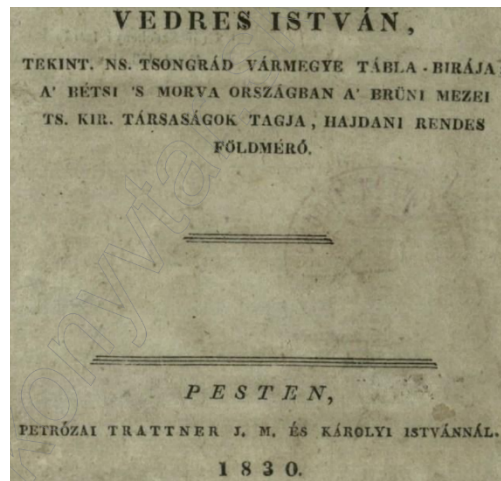 VEDRES ISTVÁN,
TEKINT. NS. TSONGRÁD VÁRMEGYE TÁBLA-BIRÁJA
A' BÉTSI 'S MORVA ORSZÁGBAN A' BRÜNI MEZEI
TS. KIR. TÁRSASÁGOK TAGJA, HAJDANI RENDES
FÖLDMÉRŐ.
PESTEN,
PETRÓZAI TRATTNER J. M. ÉS KÁROLYI ISTVÁNNÁL.
1830.